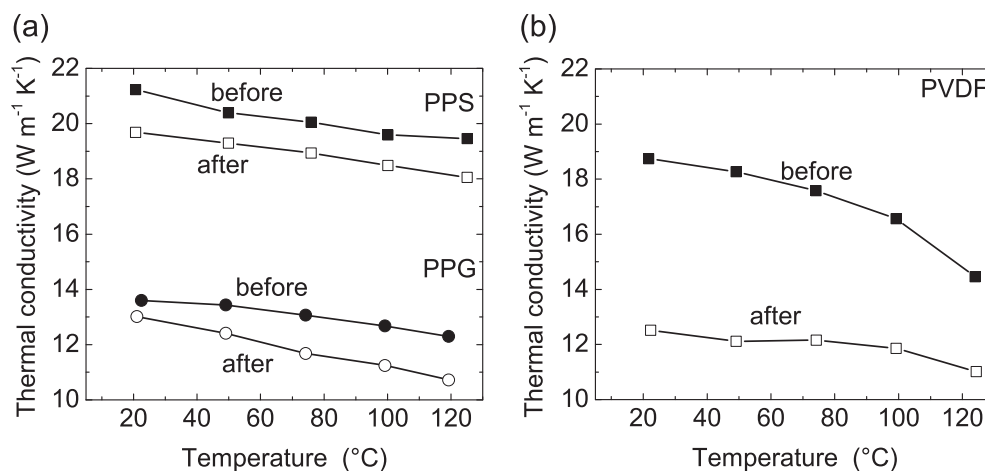 (a)
Thermal conductivity (W m⁻¹ K⁻¹)
22
20
18
16
14
12
10
before
PPS
after
before
PPG
after
20 40 60 80 100 120
Temperature (°C)
(b)
Thermal conductivity (W m⁻¹ K⁻¹)
22
20
18
16
14
12
10
PVDF
before
after
20 40 60 80 100 120
Temperature (°C)